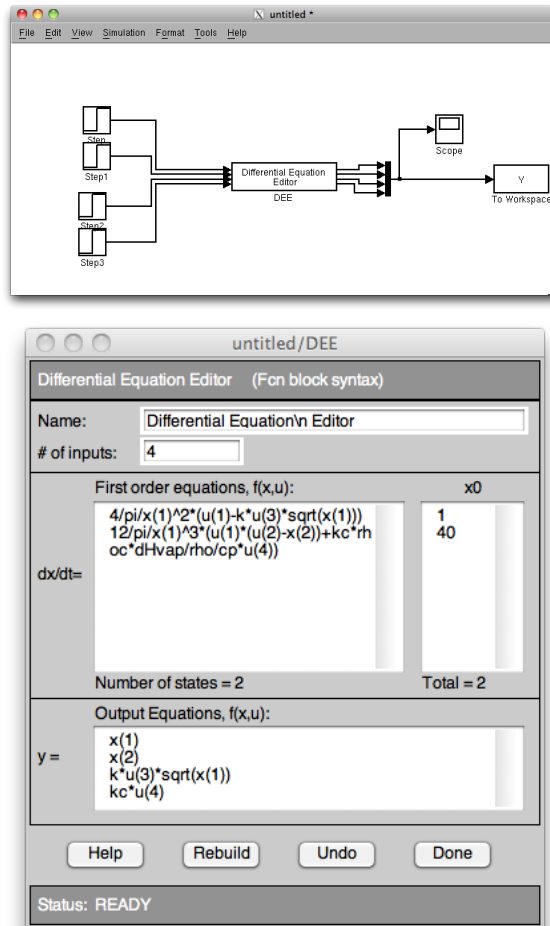 untitled *
File Edit View Simulation Format Tools Help
Step
Step1
Step2
Step3
Differential Equation
Editor
DEE
Scope
Y
To Workspace
untitled/DEE
Differential Equation Editor (Fcn block syntax)
Name: Differential Equation\n Editor
# of inputs: 4
First order equations, f(x,u): x0
4/pi/x(1)^2*(u(1)-k*u(3)*sqrt(x(1))) 1
12/pi/x(1)^3*(u(1)*(u(2)-x(2))+kc*rh 40
oc*dHvap/rho/cp*u(4))
dx/dt=
Number of states = 2 Total = 2
Output Equations, f(x,u):
y =
x(1)
x(2)
k*u(3)*sqrt(x(1))
kc*u(4)
Help Rebuild Undo Done
Status: READY